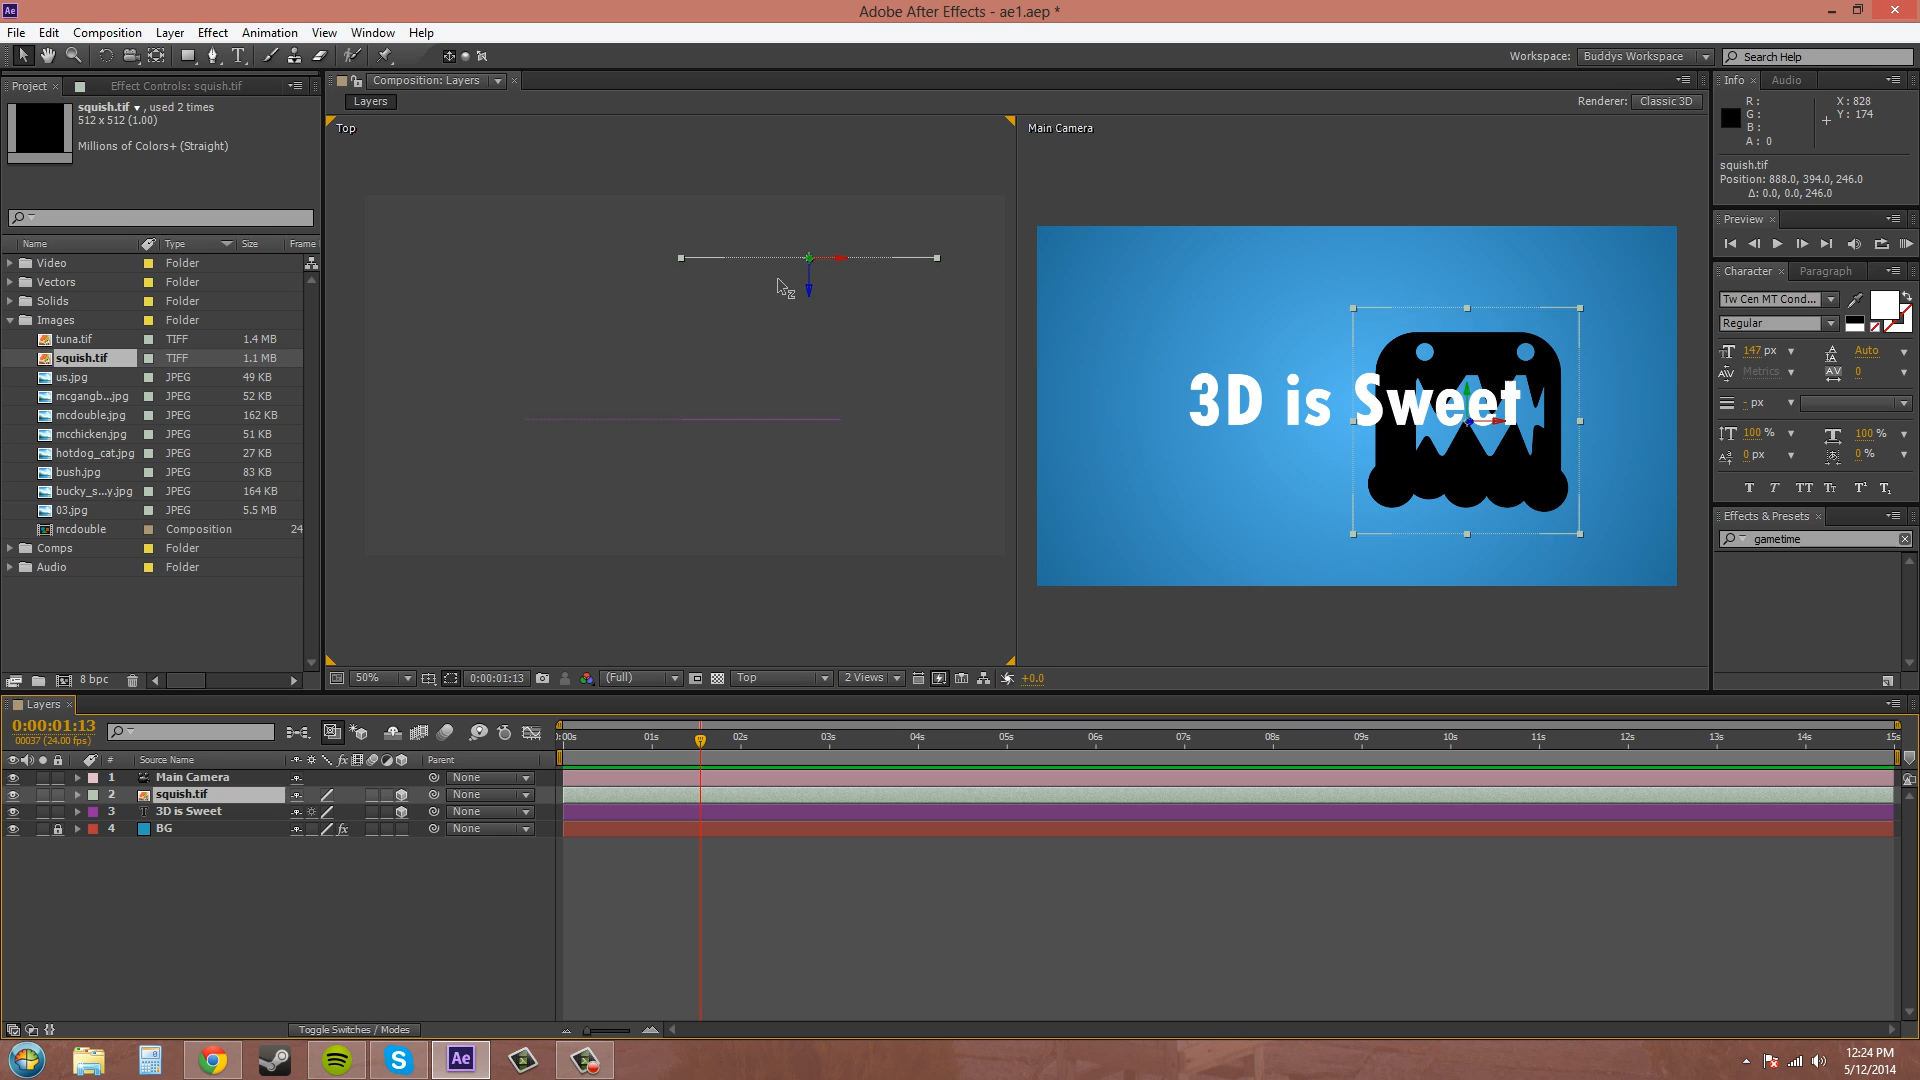 Ae
Adobe After Effects - ae1.aep *
File Edit Composition Layer Effect Animation View Window Help
Workspace: Buddys Workspace Search Help
Project Effect Controls: squish.tif
squish.tif , used 2 times
512 x 512 (1.00)
Millions of Colors+ (Straight)
Name Type Size Frame
Video Folder
Vectors Folder
Solids Folder
Images Folder
tuna.tif TIFF 1.4 MB
squish.tif TIFF 1.1 MB
us.jpg JPEG 49 KB
mcgangb...jpg JPEG 52 KB
mcdouble.jpg JPEG 162 KB
mcchicken.jpg JPEG 51 KB
hotdog_cat.jpg JPEG 27 KB
bush.jpg JPEG 83 KB
bucky_s...y.jpg JPEG 164 KB
03.jpg JPEG 5.5 MB
mcdouble Composition 24
Comps Folder
Audio Folder
8 bpc
Composition: Layers
Layers
Renderer: Classic 3D
Top
Main Camera
3D is Sweet
50% 0:00:01:13 (Full) Top 2 Views +0.0
Info Audio
R :
G :
B :
A : 0
X : 828
Y : 174
squish.tif
Position: 888.0, 394.0, 246.0
Δ: 0.0, 0.0, 246.0
Preview
Character Paragraph
Tw Cen MT Cond...
Regular
147 px Auto
Metrics 0
- px
100 % 100 %
0 px 0 %
T T TT Tt T¹ T₁
Effects & Presets
gametime
Layers
0:00:01:13
00037 (24.00 fps)
# Source Name Parent
1 Main Camera None
2 squish.tif None
3 3D is Sweet None
4 BG None
):00s 01s 02s 03s 04s 05s 06s 07s 08s 09s 10s 11s 12s 13s 14s 15s
Toggle Switches / Modes
Ae
12:24 PM
5/12/2014